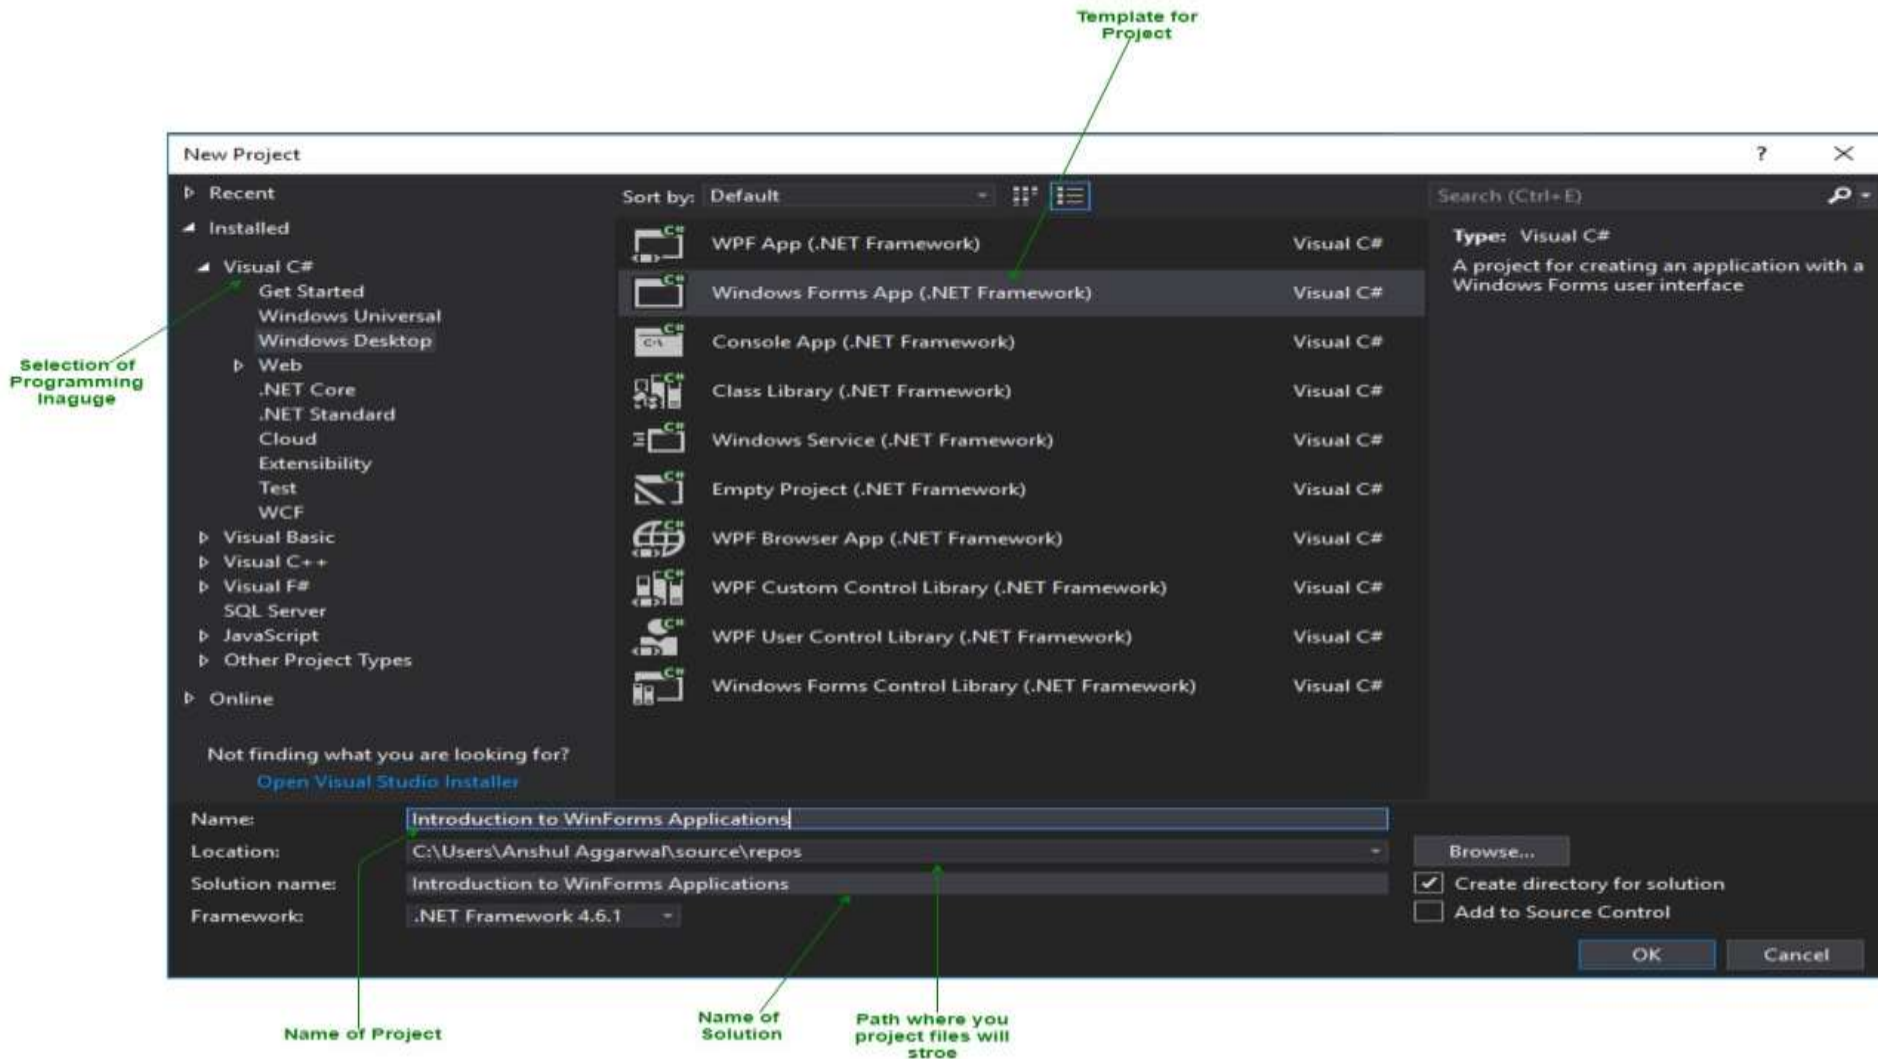 Template for
Project
New Project
?
Recent
Installed
Visual C#
Get Started
Windows Universal
Windows Desktop
Web
.NET Core
.NET Standard
Cloud
Extensibility
Test
WCF
Visual Basic
Visual C++
Visual F#
SQL Server
JavaScript
Other Project Types
Online
Not finding what you are looking for?
Open Visual Studio Installer
Selection of
Programming
lnaguge
Sort by: Default
WPF App (.NET Framework) Visual C#
Windows Forms App (.NET Framework) Visual C#
Console App (.NET Framework) Visual C#
Class Library (.NET Framework) Visual C#
Windows Service (.NET Framework) Visual C#
Empty Project (.NET Framework) Visual C#
WPF Browser App (.NET Framework) Visual C#
WPF Custom Control Library (.NET Framework) Visual C#
WPF User Control Library (.NET Framework) Visual C#
Windows Forms Control Library (.NET Framework) Visual C#
Search (Ctrl+E)
Type: Visual C#
A project for creating an application with a
Windows Forms user interface
Name: Introduction to WinForms Applications
Location: C:\Users\Anshul Aggarwal\source\repos
Browse...
Solution name: Introduction to WinForms Applications
Create directory for solution
Framework: .NET Framework 4.6.1
Add to Source Control
OK Cancel
Name of Project
Name of
Solution
Path where you
project files will
stroe